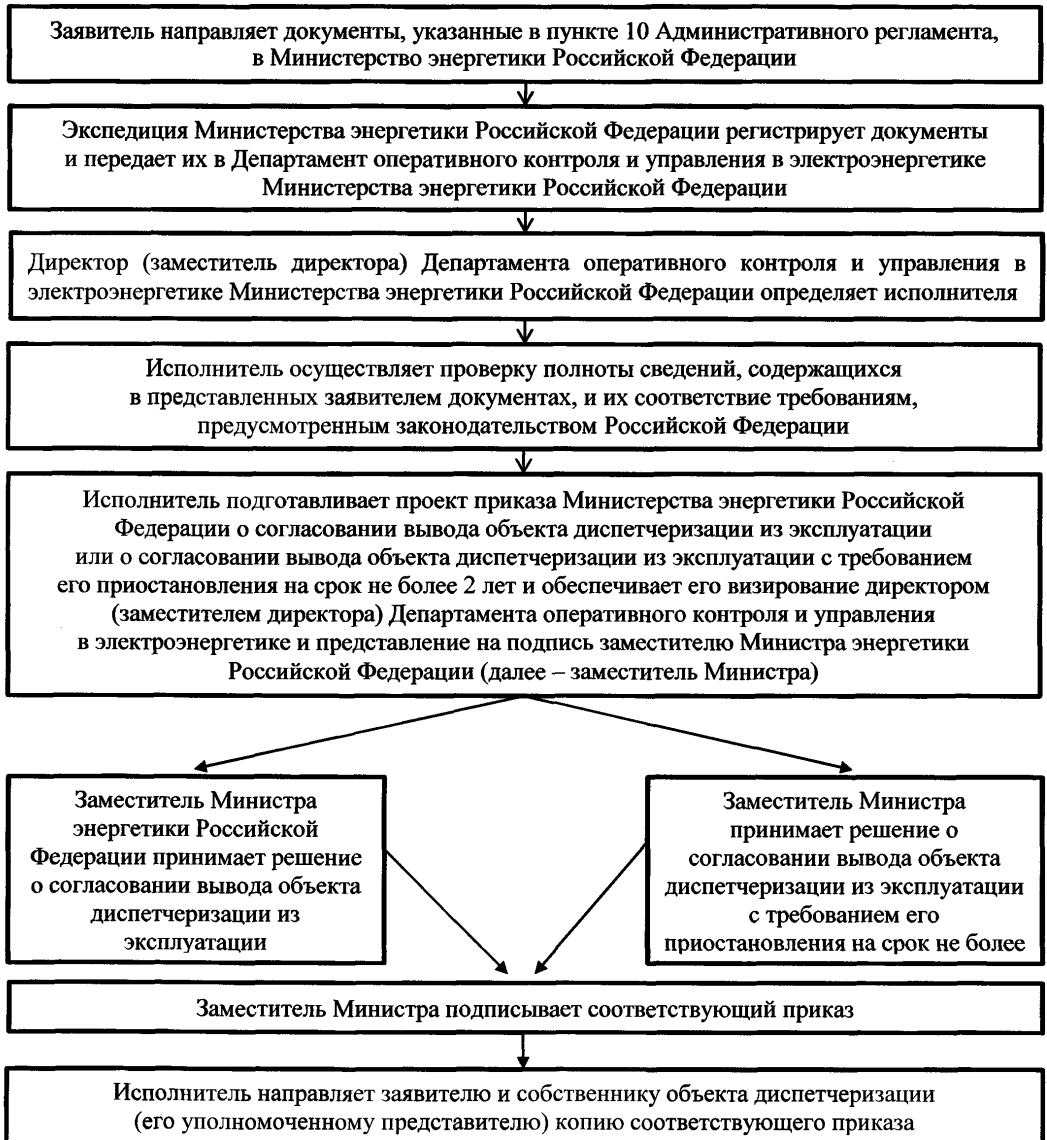 Заявитель направляет документы, указанные в пункте 10 Административного регламента,
в Министерство энергетики Российской Федерации
Экспедиция Министерства энергетики Российской Федерации регистрирует документы
и передает их в Департамент оперативного контроля и управления в электроэнергетике
Министерства энергетики Российской Федерации
Директор (заместитель директора) Департамента оперативного контроля и управления в
электроэнергетике Министерства энергетики Российской Федерации определяет исполнителя
Исполнитель осуществляет проверку полноты сведений, содержащихся
в представленных заявителем документах, и их соответствие требованиям,
предусмотренным законодательством Российской Федерации
Исполнитель подготавливает проект приказа Министерства энергетики Российской
Федерации о согласовании вывода объекта диспетчеризации из эксплуатации
или о согласовании вывода объекта диспетчеризации из эксплуатации с требованием
его приостановления на срок не более 2 лет и обеспечивает его визирование директором
(заместителем директора) Департамента оперативного контроля и управления
в электроэнергетике и представление на подпись заместителю Министра энергетики
Российской Федерации (далее – заместитель Министра)
Заместитель Министра
энергетики Российской
Федерации принимает решение
о согласовании вывода объекта
диспетчеризации из
эксплуатации
Заместитель Министра
принимает решение о
согласовании вывода объекта
диспетчеризации из эксплуатации
с требованием его
приостановления на срок не более
Заместитель Министра подписывает соответствующий приказ
Исполнитель направляет заявителю и собственнику объекта диспетчеризации
(его уполномоченному представителю) копию соответствующего приказа